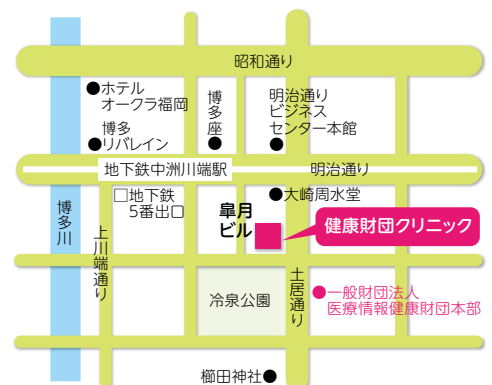 昭和通り
●ホテル
オークラ福岡
博多
●リバレイン
博多座
●
明治通り
ビジネス
センター本館
●
地下鉄中洲川端駅
明治通り
□地下鉄
5番出口
●大崎周水堂
皐月
ビル
健康財団クリニック
博多川
上川端通り
冷泉公園
土居通り
●一般財団法人
医療情報健康財団本部
櫛田神社●